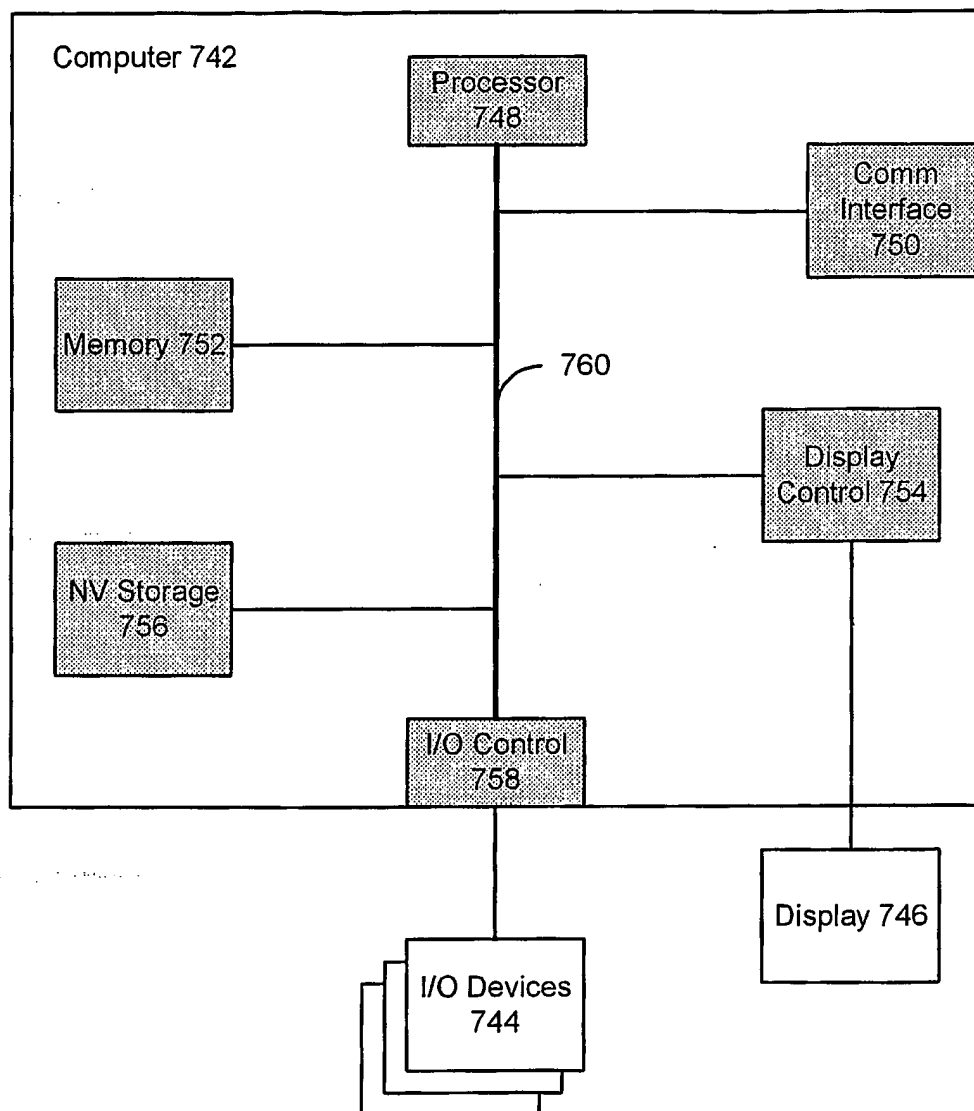 Computer 742
Processor
748
Comm
Interface
750
Memory 752
760
Display
Control 754
NV Storage
756
I/O Control
758
Display 746
I/O Devices
744